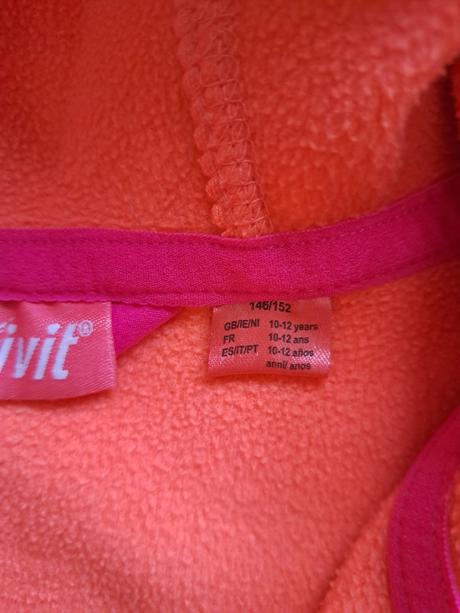 ivit®
146/152
GB/IE/NI 10-12 years
FR 10-12 ans
ES/IT/PT 10-12 años
anni/ anos